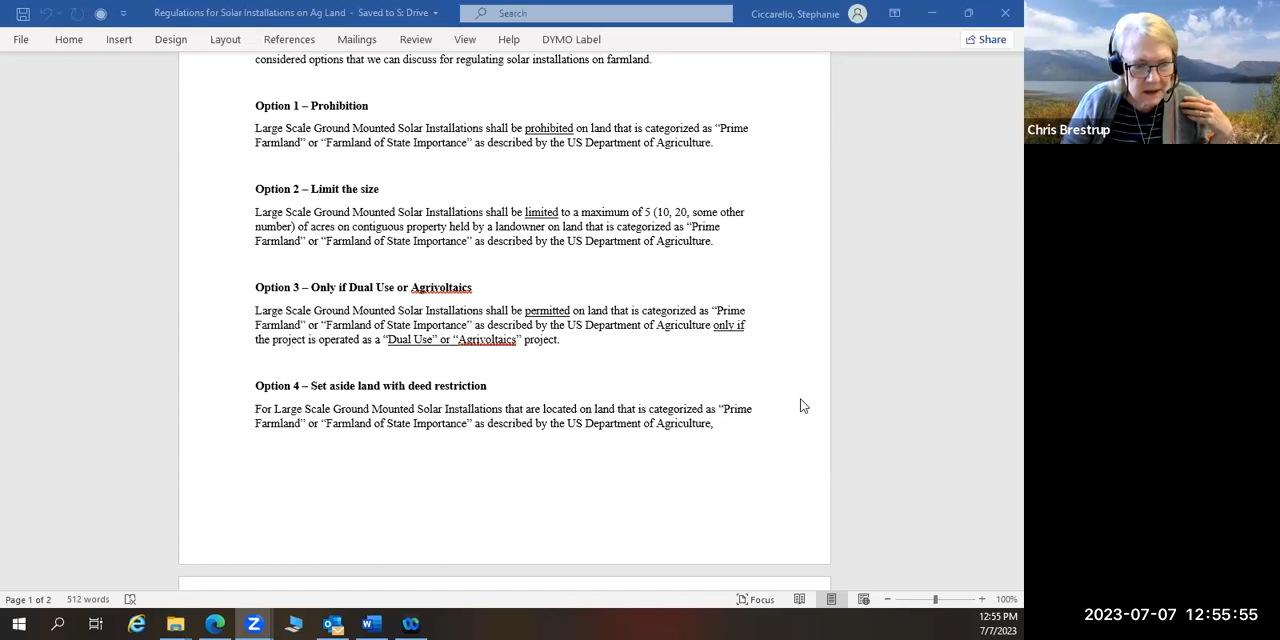 Regulations for Solar Installations on Ag Land - Saved to S: Drive
Search
Ciccarello, Stephanie
File Home Insert Design Layout References Mailings Review View Help DYMO Label
Share
considered options that we can discuss for regulating solar installations on farmland.
Option 1 – Prohibition
Large Scale Ground Mounted Solar Installations shall be prohibited on land that is categorized as “Prime
Farmland” or “Farmland of State Importance” as described by the US Department of Agriculture.
Option 2 – Limit the size
Large Scale Ground Mounted Solar Installations shall be limited to a maximum of 5 (10, 20, some other
number) of acres on contiguous property held by a landowner on land that is categorized as “Prime
Farmland” or “Farmland of State Importance” as described by the US Department of Agriculture.
Option 3 – Only if Dual Use or Agrivoltaics
Large Scale Ground Mounted Solar Installations shall be permitted on land that is categorized as “Prime
Farmland” or “Farmland of State Importance” as described by the US Department of Agriculture only if
the project is operated as a “Dual Use” or “Agrivoltaics” project.
Option 4 – Set aside land with deed restriction
For Large Scale Ground Mounted Solar Installations that are located on land that is categorized as “Prime
Farmland” or “Farmland of State Importance” as described by the US Department of Agriculture,
Page 1 of 2 512 words
Focus
100%
12:55 PM
7/7/2023
Chris Brestrup
2023-07-07 12:55:55